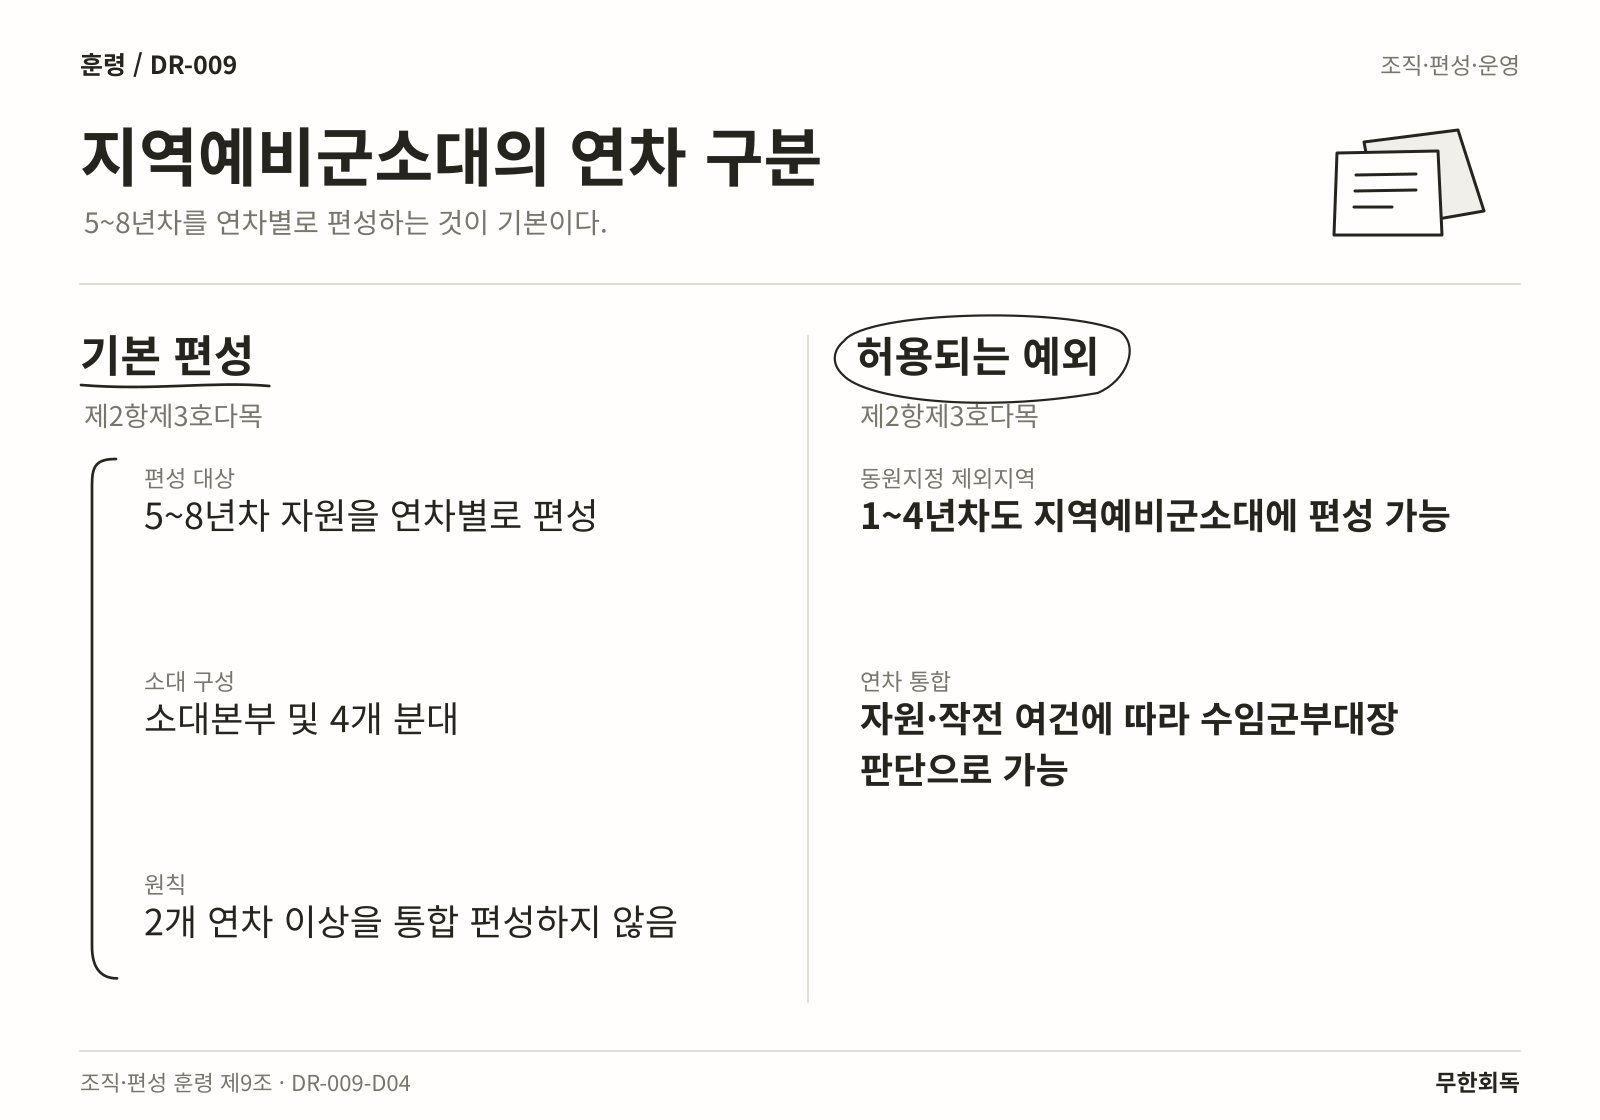 훈령 / DR-009
조직·편성·운영
지역예비군소대의 연차 구분
5~8년차를 연차별로 편성하는 것이 기본이다.
기본 편성
제2항제3호다목
편성 대상
5~8년차 자원을 연차별로 편성
소대 구성
소대본부 및 4개 분대
원칙
2개 연차 이상을 통합 편성하지 않음
허용되는 예외
제2항제3호다목
동원지정 제외지역
1~4년차도 지역예비군소대에 편성 가능
연차 통합
자원·작전 여건에 따라 수임군부대장
판단으로 가능
조직·편성 훈령 제9조 · DR-009-D04
무한회독